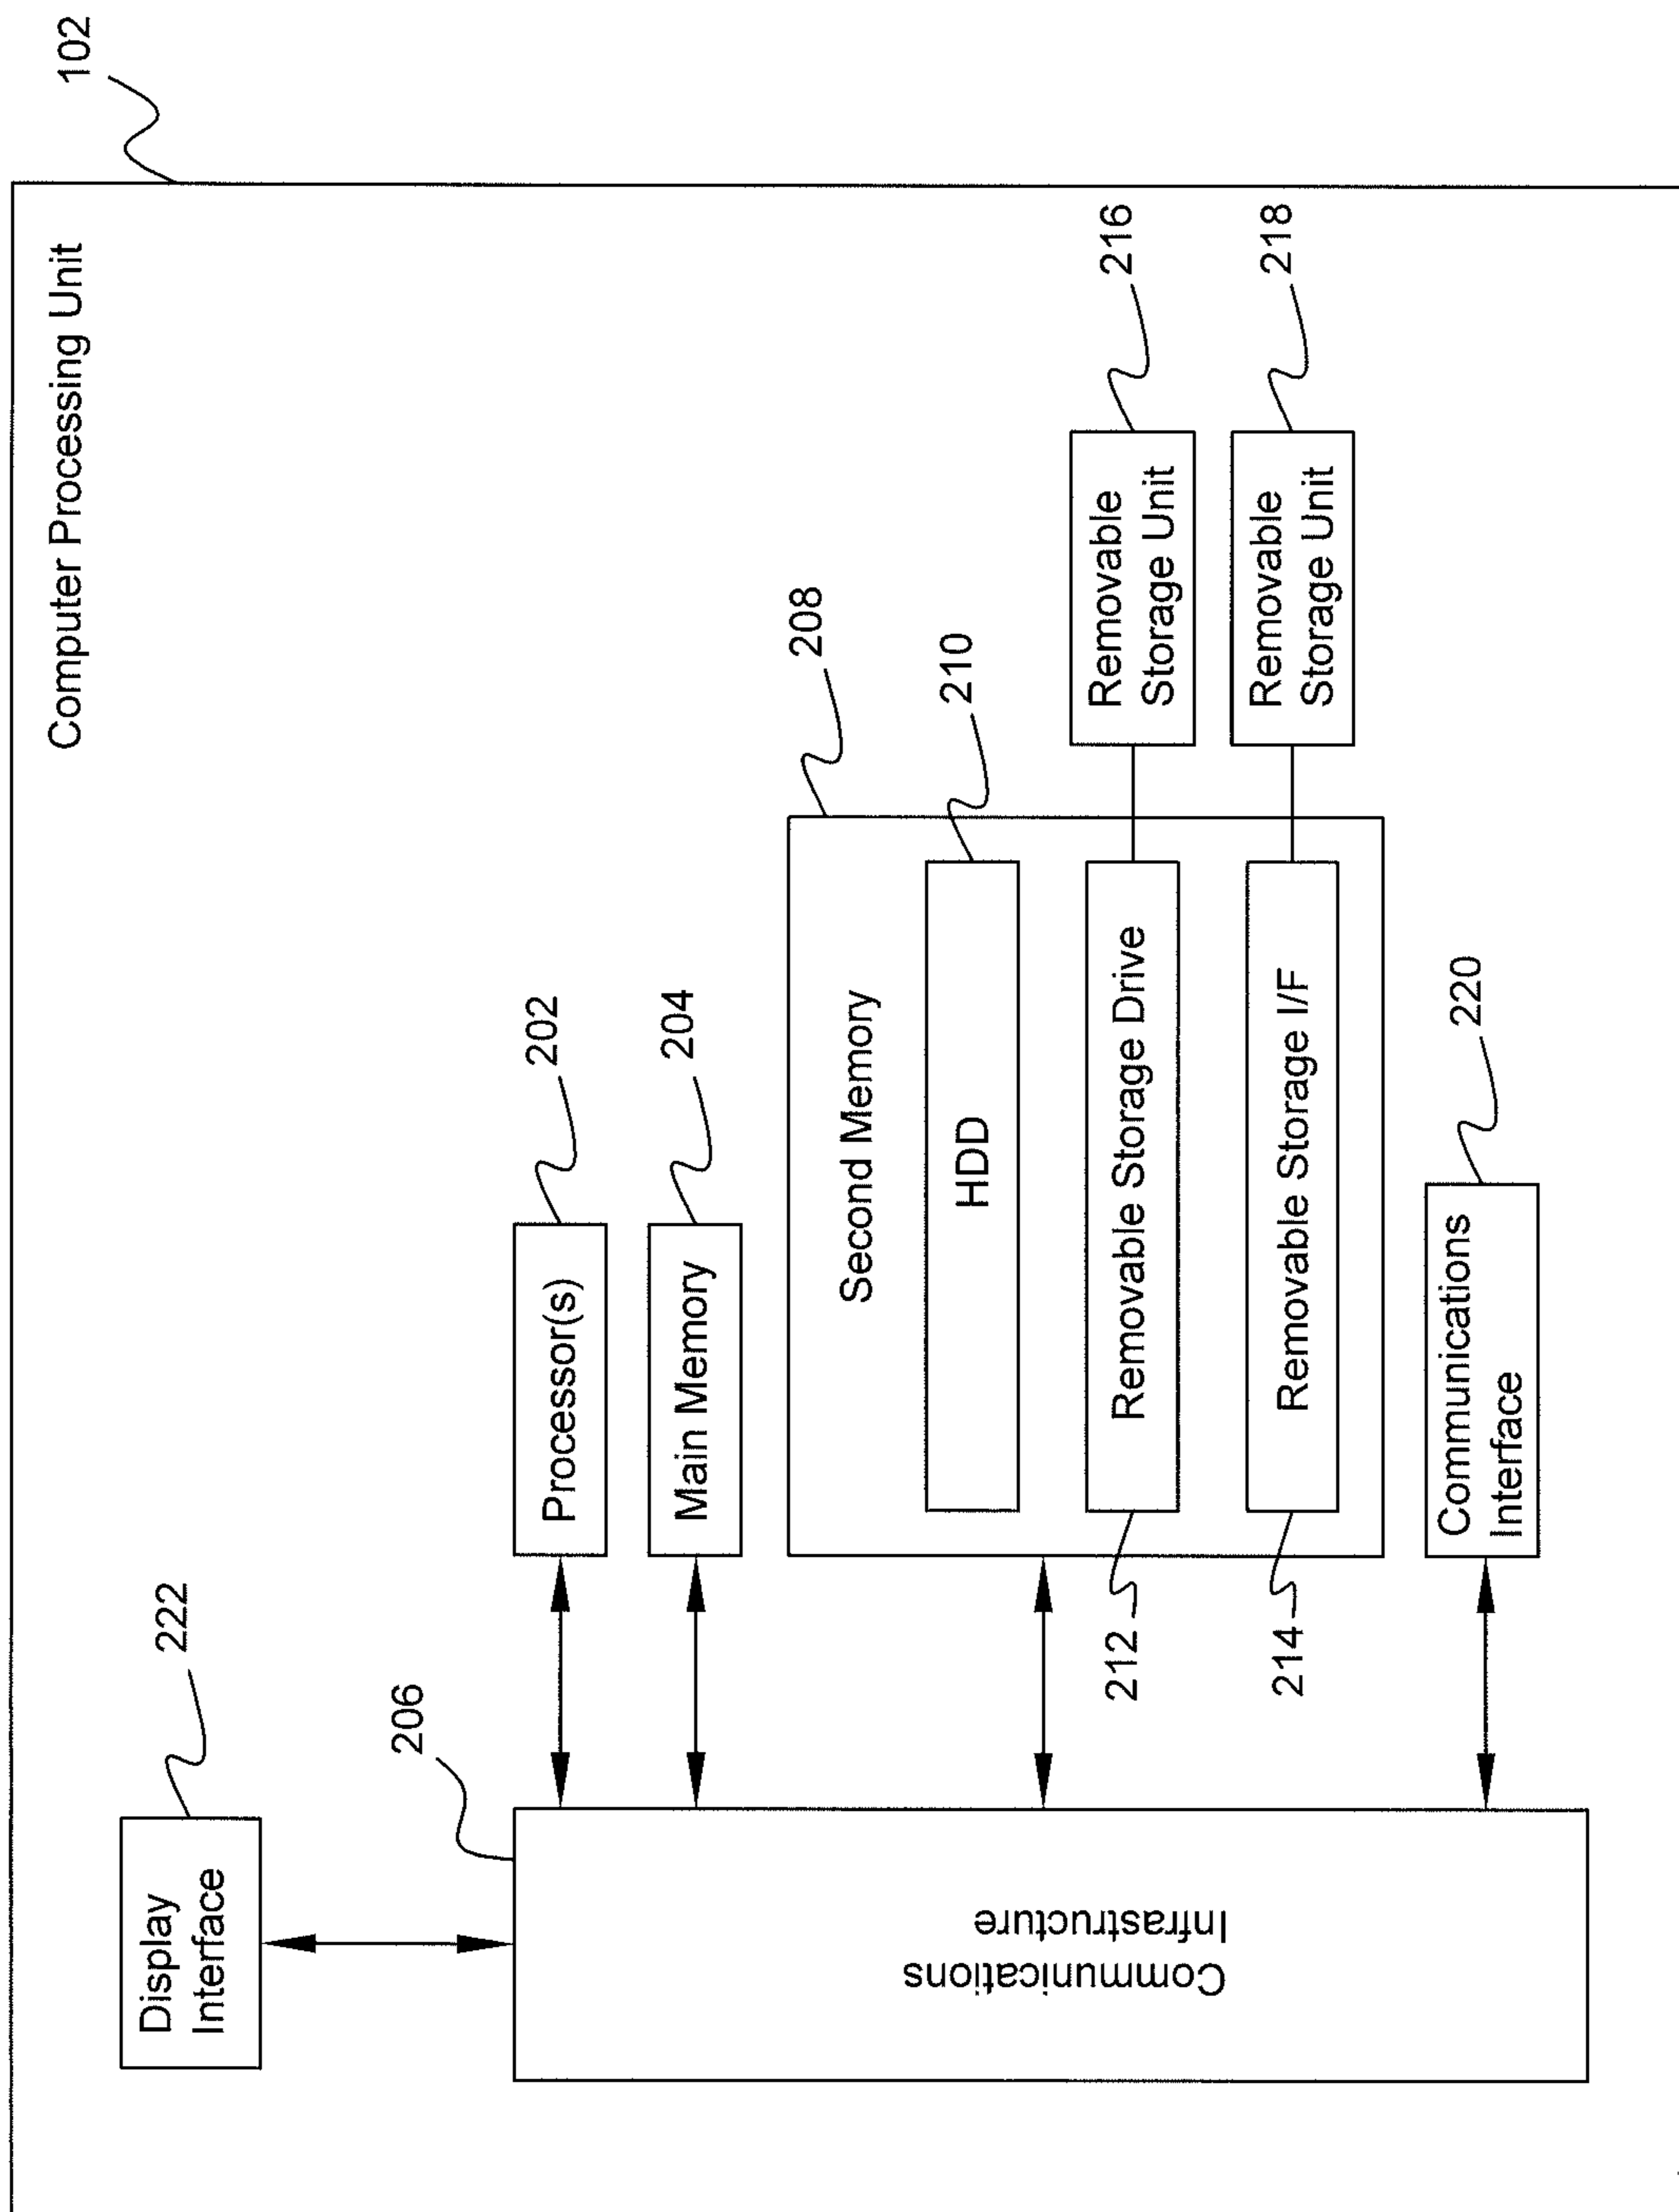 Computer Processing Unit
102
Display
Interface
222
206
Communications
Infrastructure
Processor(s)
202
Main Memory
204
Second Memory
208
HDD
210
Removable Storage Drive
212
Removable
Storage Unit
216
Removable Storage I/F
214
Removable
Storage Unit
218
Communications
Interface
220